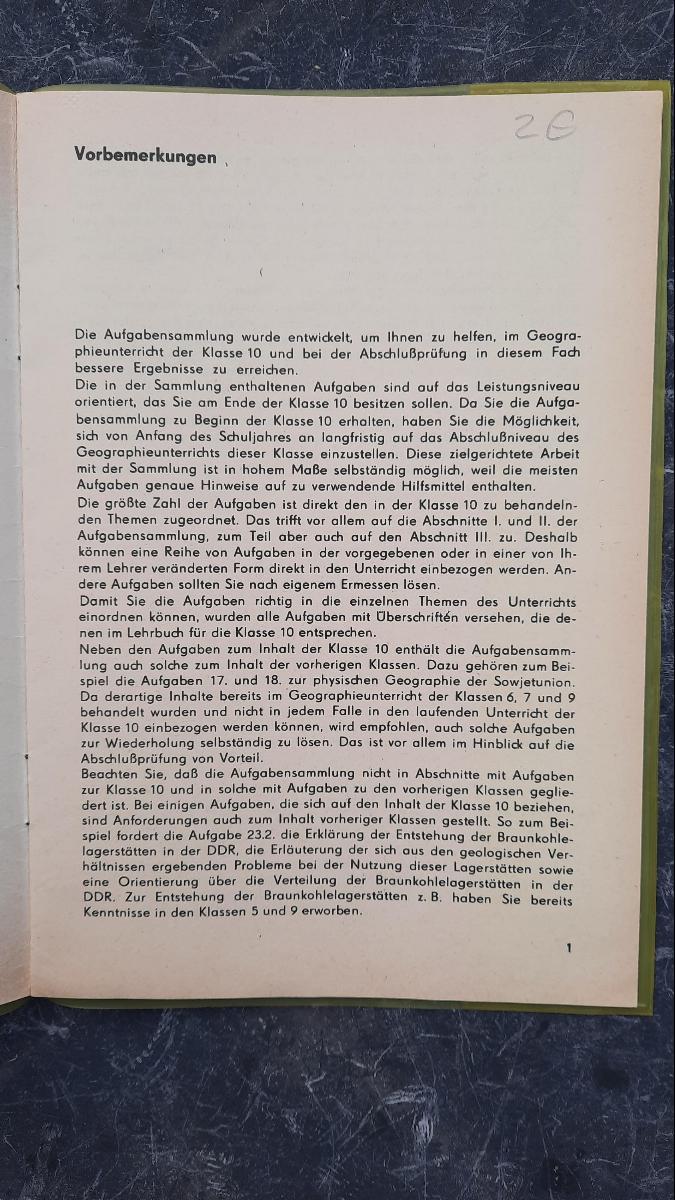 2€
Vorbemerkungen
Die Aufgabensammlung wurde entwickelt, um Ihnen zu helfen, im Geogra-
phieunterricht der Klasse 10 und bei der Abschlußprüfung in diesem Fach
bessere Ergebnisse zu erreichen.
Die in der Sammlung enthaltenen Aufgaben sind auf das Leistungsniveau
orientiert, das Sie am Ende der Klasse 10 besitzen sollen. Da Sie die Aufga-
bensammlung zu Beginn der Klasse 10 erhalten, haben Sie die Möglichkeit,
sich von Anfang des Schuljahres an langfristig auf das Abschlußniveau des
Geographieunterrichts dieser Klasse einzustellen. Diese zielgerichtete Arbeit
mit der Sammlung ist in hohem Maße selbständig möglich, weil die meisten
Aufgaben genaue Hinweise auf zu verwendende Hilfsmittel enthalten.
Die größte Zahl der Aufgaben ist direkt den in der Klasse 10 zu behandeln-
den Themen zugeordnet. Das trifft vor allem auf die Abschnitte I. und II. der
Aufgabensammlung, zum Teil aber auch auf den Abschnitt III. zu. Deshalb
können eine Reihe von Aufgaben in der vorgegebenen oder in einer von Ih-
rem Lehrer veränderten Form direkt in den Unterricht einbezogen werden. An-
dere Aufgaben sollten Sie nach eigenem Ermessen lösen.
Damit Sie die Aufgaben richtig in die einzelnen Themen des Unterrichts
einordnen können, wurden alle Aufgaben mit Überschriften versehen, die de-
nen im Lehrbuch für die Klasse 10 entsprechen.
Neben den Aufgaben zum Inhalt der Klasse 10 enthält die Aufgabensamm-
lung auch solche zum Inhalt der vorherigen Klassen. Dazu gehören zum Bei-
spiel die Aufgaben 17. und 18. zur physischen Geographie der Sowjetunion.
Da derartige Inhalte bereits im Geographieunterricht der Klassen 6, 7 und 9
behandelt wurden und nicht in jedem Falle in den laufenden Unterricht der
Klasse 10 einbezogen werden können, wird empfohlen, auch solche Aufgaben
zur Wiederholung selbständig zu lösen. Das ist vor allem im Hinblick auf die
Abschlußprüfung von Vorteil.
Beachten Sie, daß die Aufgabensammlung nicht in Abschnitte mit Aufgaben
zur Klasse 10 und in solche mit Aufgaben zu den vorherigen Klassen geglie-
dert ist. Bei einigen Aufgaben, die sich auf den Inhalt der Klasse 10 beziehen,
sind Anforderungen auch zum Inhalt vorheriger Klassen gestellt. So zum Bei-
spiel fordert die Aufgabe 23.2. die Erklärung der Entstehung der Braunkohle-
lagerstätten in der DDR, die Erläuterung der sich aus den geologischen Ver-
hältnissen ergebenden Probleme bei der Nutzung dieser Lagerstätten sowie
eine Orientierung über die Verteilung der Braunkohlelagerstätten in der
DDR. Zur Entstehung der Braunkohlelagerstätten z. B. haben Sie bereits
Kenntnisse in den Klassen 5 und 9 erworben.
1